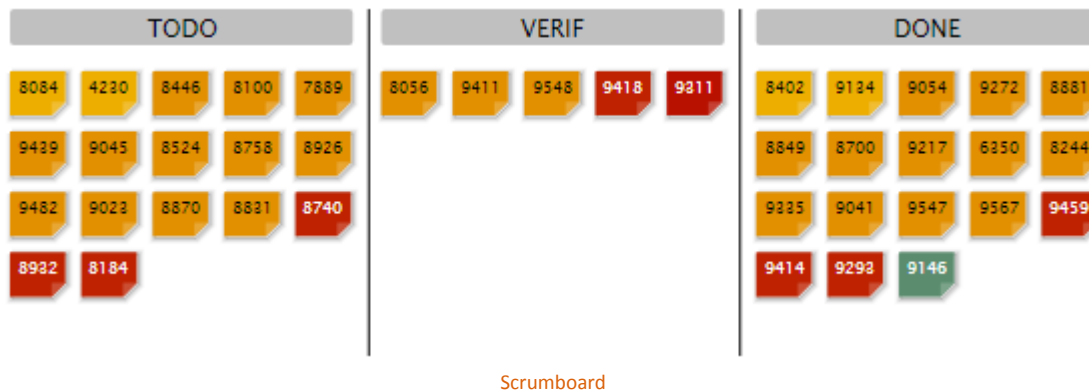 TODO VERIF DONE
8084 4230 8446 8100 7889 8056 9411 9548 9418 9311 8402 9134 9054 9272 8881
9439 9045 8524 8758 8926 8849 8700 9217 6350 8244
9482 9023 8870 8831 8740 9335 9041 9547 9567 9459
8932 8184 9414 9293 9146
Scrumboard